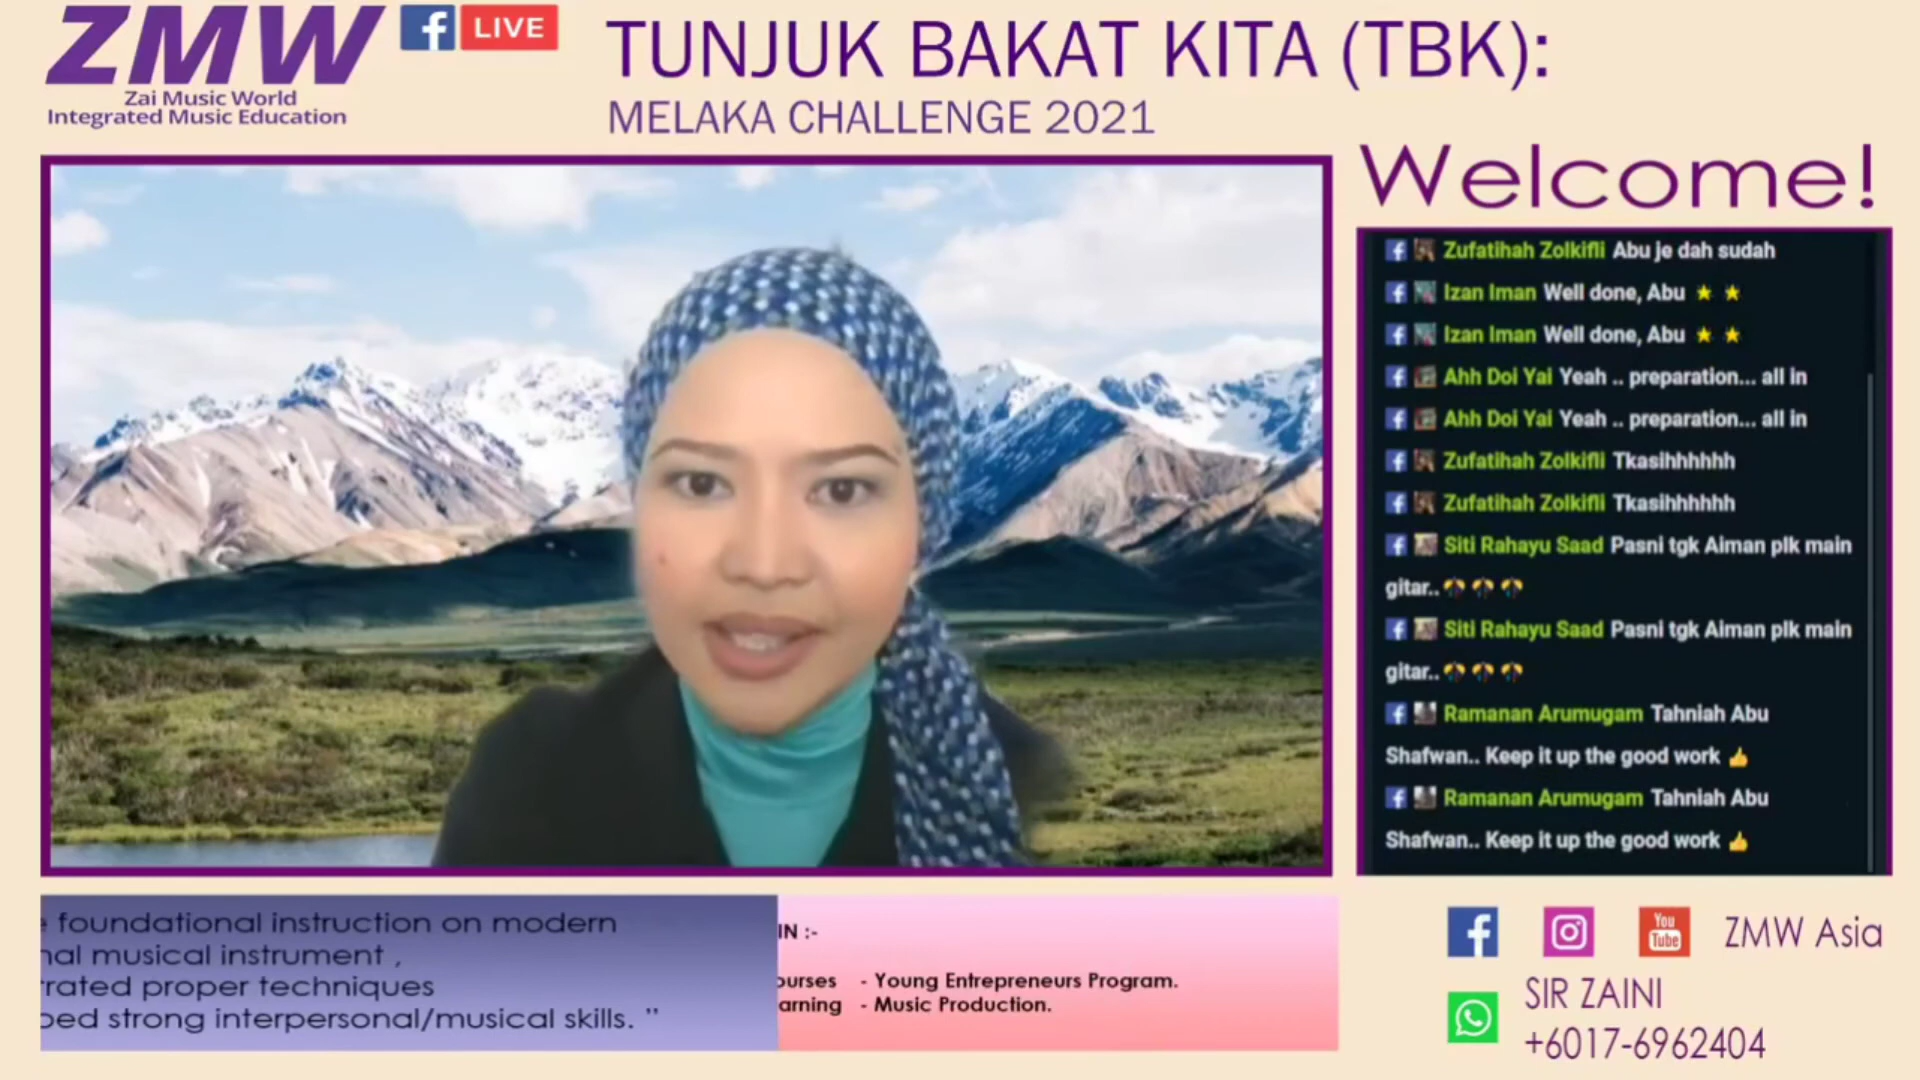 ZMW
Zai Music World
Integrated Music Education
f LIVE
TUNJUK BAKAT KITA (TBK):
MELAKA CHALLENGE 2021
Welcome!
Zufatihah Zolkifli Abu je dah sudah
Izan Iman Well done, Abu
Izan Iman Well done, Abu
Ahh Doi Yai Yeah .. preparation... all in
Ahh Doi Yai Yeah .. preparation... all in
Zufatihah Zolkifli Tkasihhhhhh
Zufatihah Zolkifli Tkasihhhhhh
Siti Rahayu Saad Pasni tgk Aiman plk main
gitar..
Siti Rahayu Saad Pasni tgk Aiman plk main
gitar..
Ramanan Arumugam Tahniah Abu
Shafwan.. Keep it up the good work
Ramanan Arumugam Tahniah Abu
Shafwan.. Keep it up the good work
foundational instruction on modern
musical instrument ,
proper techniques
strong interpersonal/musical skills. ”
IN :-
- Young Entrepreneurs Program.
- Music Production.
You Tube
ZMW Asia
SIR ZAINI
+6017-6962404